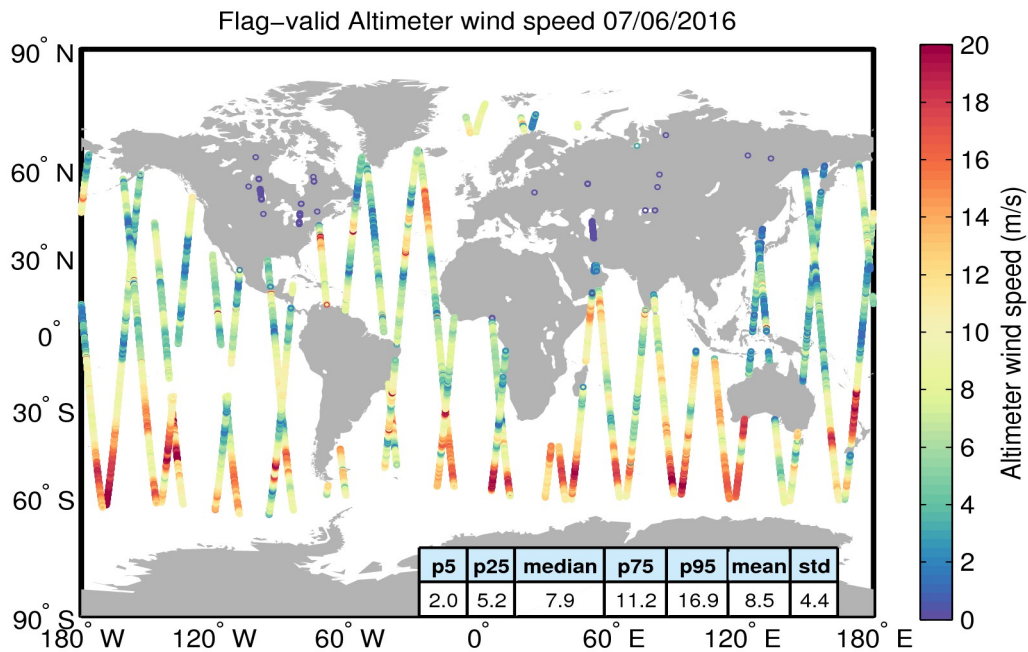 Flag−valid Altimeter wind speed 07/06/2016
90° N
60° N
30° N
0°
30° S
60° S
90° S
180° W
120° W
60° W
0°
60° E
120° E
180° E
p5 p25 median p75 p95 mean std
2.0 5.2 7.9 11.2 16.9 8.5 4.4
20
18
16
14
12
10
8
6
4
2
0
Altimeter wind speed (m/s)